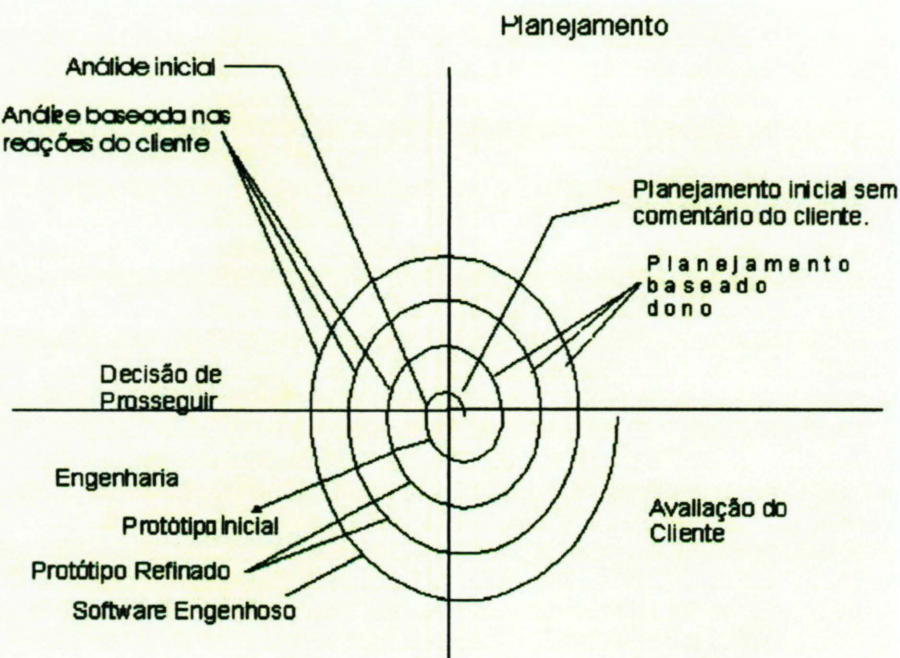 Planejamento
Análide inicial
Análise baseada nas
reações do cliente
Planejamento inicial sem
comentário do cliente.
Planejamento
baseado
dono
Decisão de
Prosseguir
Engenharia
Protótipo Inicial
Avaliação do
Cliente
Protótipo Refinado
Software Engenhoso